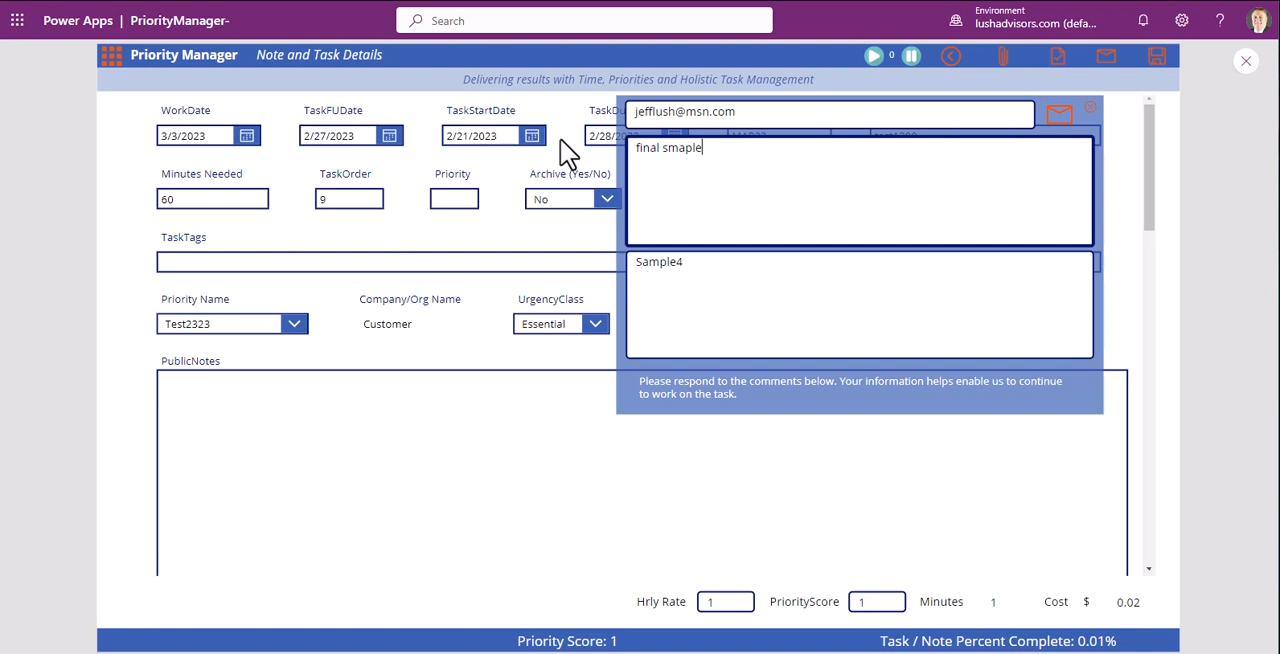 Power Apps | PriorityManager-
Search
Environment
lushadvisors.com (defa...
Priority Manager Note and Task Details
0
Delivering results with Time, Priorities and Holistic Task Management
WorkDate TaskFUDate TaskStartDate TaskDu
jefflush@msn.com
3/3/2023 2/27/2023 2/21/2023 2/28/
final smaple
Minutes Needed TaskOrder Priority Archive (Yes/No)
60 9 No
TaskTags
Sample4
Priority Name Company/Org Name UrgencyClass
Test2323 Customer Essential
PublicNotes
Please respond to the comments below. Your information helps enable us to continue
to work on the task.
Hrly Rate 1 PriorityScore 1 Minutes 1 Cost $ 0.02
Priority Score: 1 Task / Note Percent Complete: 0.01%